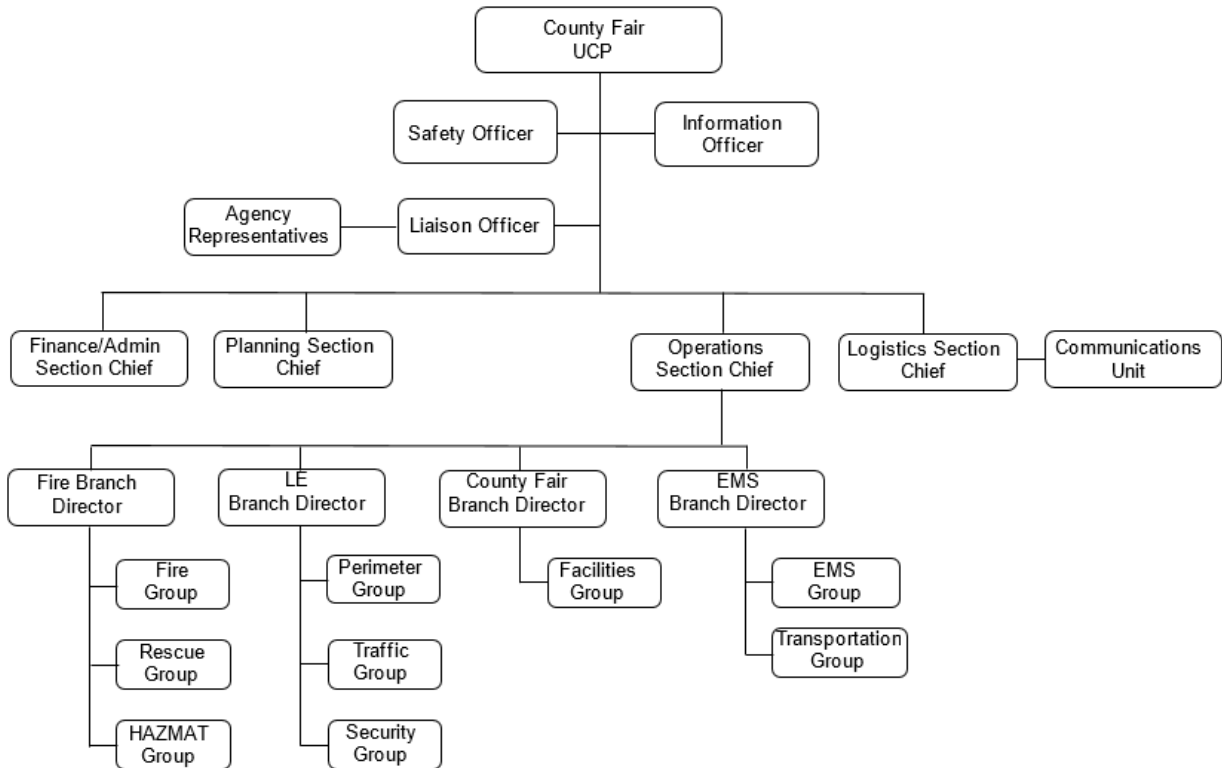 County Fair
UCP
Safety Officer
Information
Officer
Agency
Representatives
Liaison Officer
Finance/Admin
Section Chief
Planning Section
Chief
Operations
Section Chief
Logistics Section
Chief
Communications
Unit
Fire Branch
Director
LE
Branch Director
County Fair
Branch Director
EMS
Branch Director
Fire
Group
Perimeter
Group
Facilities
Group
EMS
Group
Rescue
Group
Traffic
Group
Transportation
Group
HAZMAT
Group
Security
Group